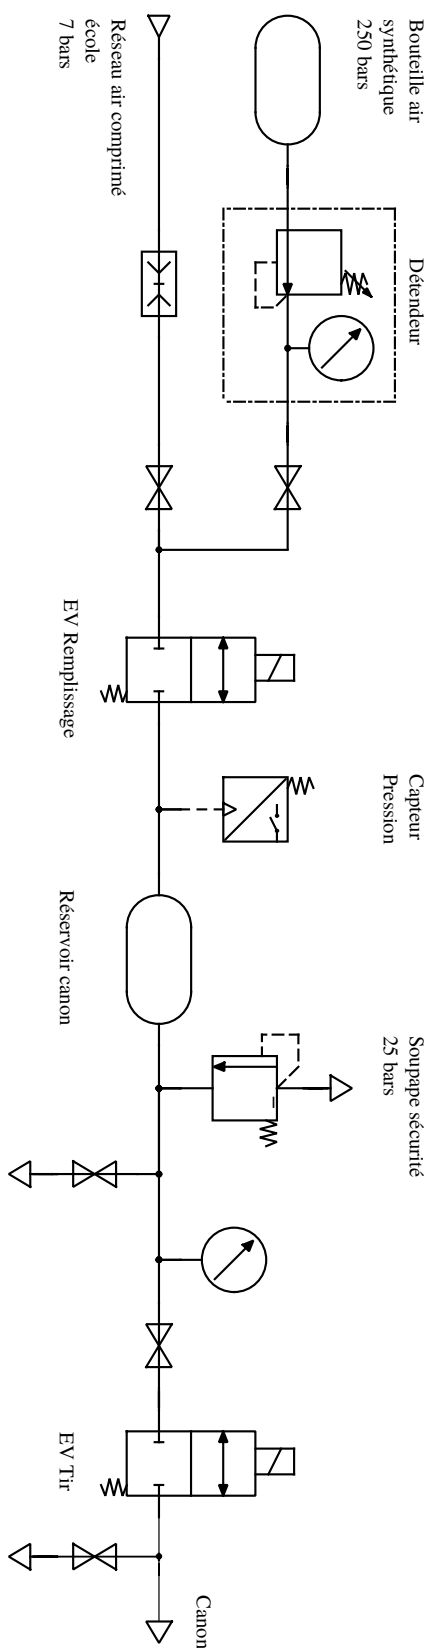 Bouteille air
synthétique
250 bars
Détendeur
Réseau air comprimé
école
7 bars
EV Remplissage
Capteur
Pression
Réservoir canon
Soupape sécurité
25 bars
EV Tir
Canon